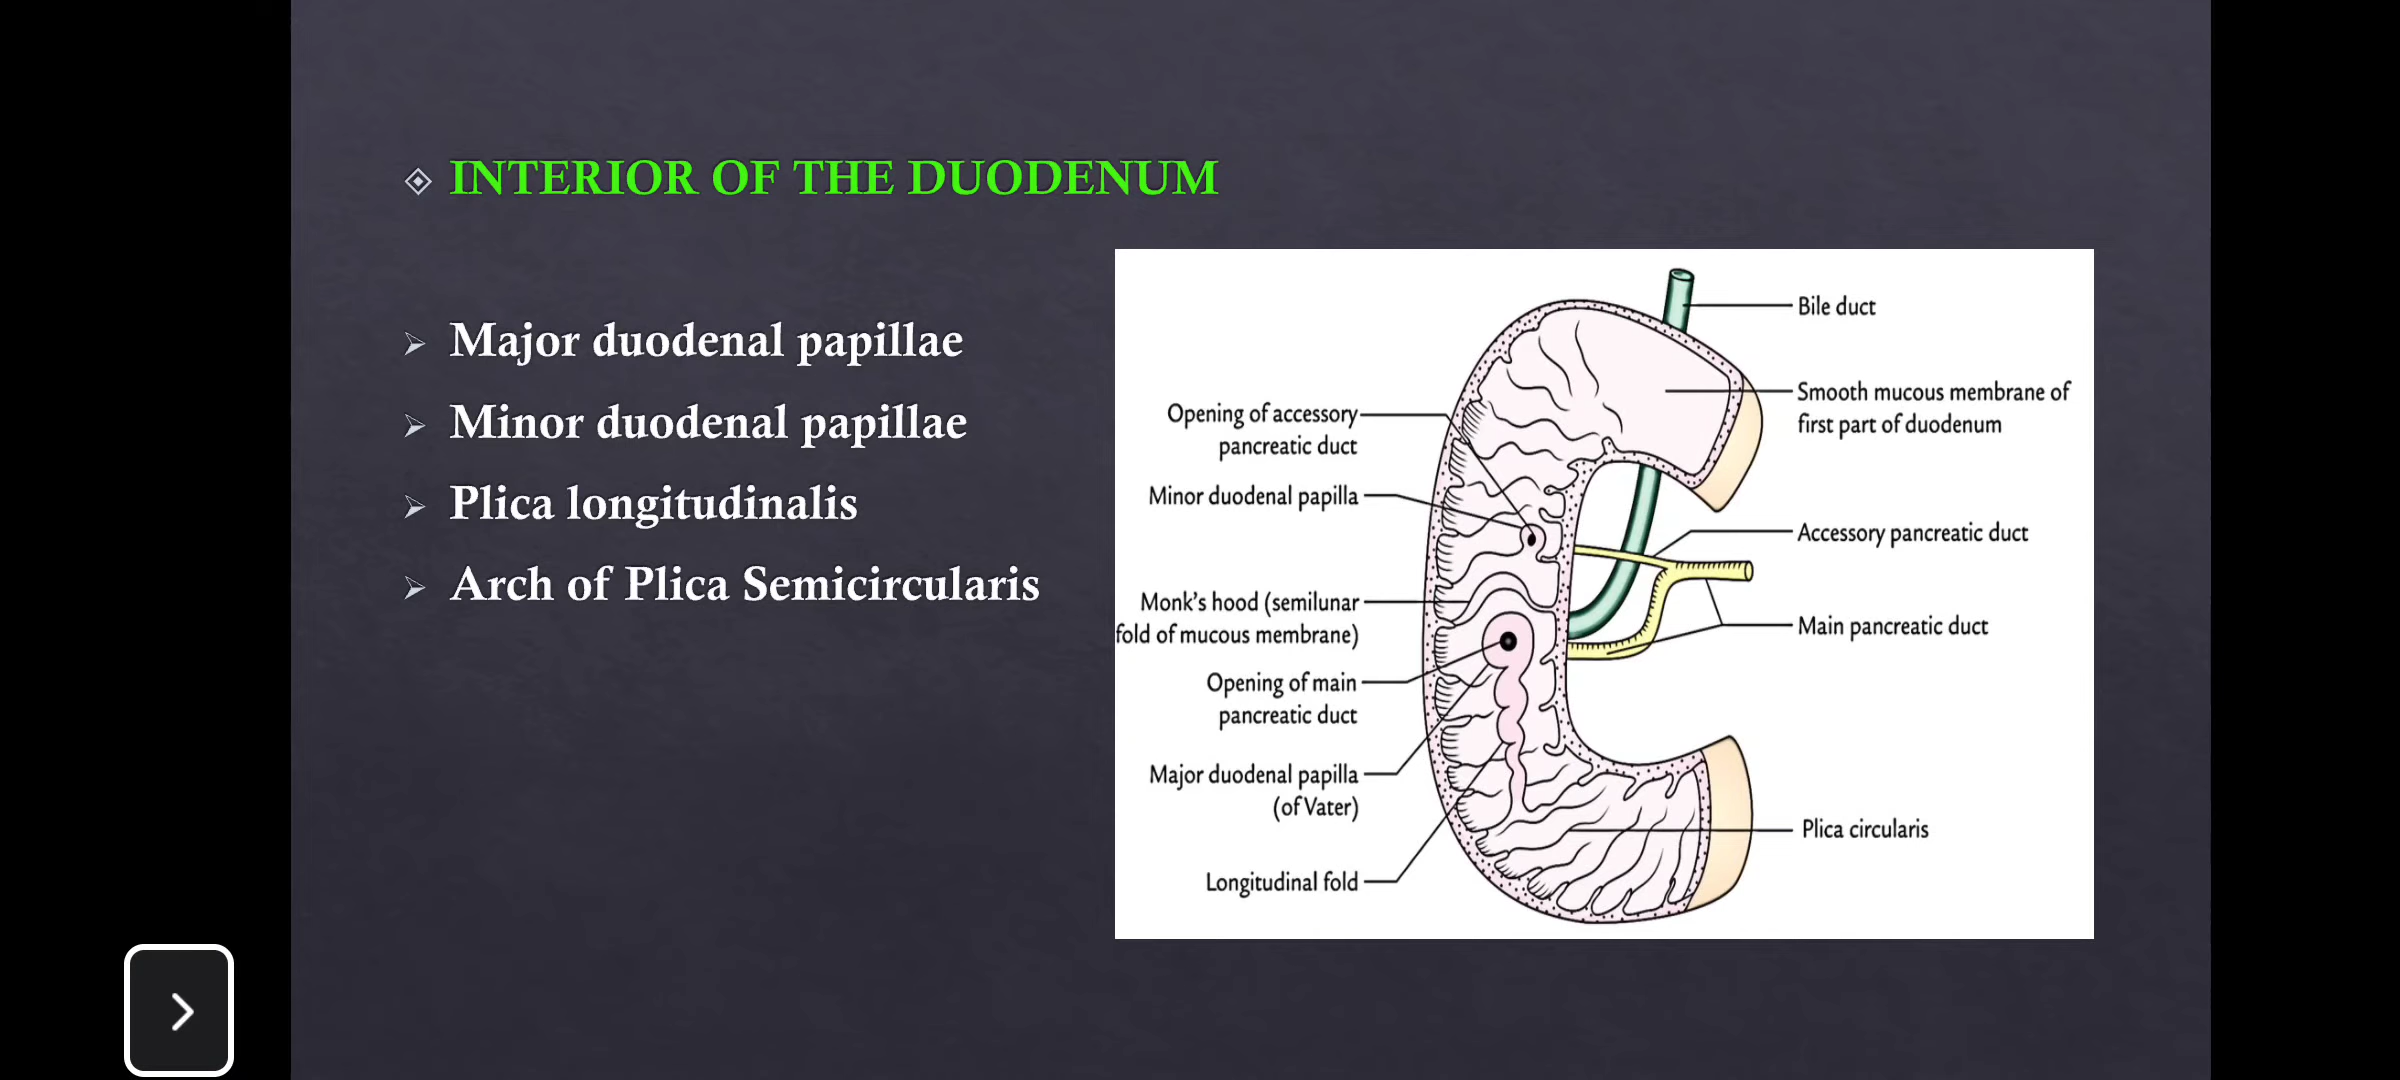 INTERIOR OF THE DUODENUM
Major duodenal papillae
Minor duodenal papillae
Plica longitudinalis
Arch of Plica Semicircularis
Opening of accessory
pancreatic duct
Minor duodenal papilla
Monk's hood (semilunar
fold of mucous membrane)
Opening of main
pancreatic duct
Major duodenal papilla
(of Vater)
Longitudinal fold
Bile duct
Smooth mucous membrane of
first part of duodenum
Accessory pancreatic duct
Main pancreatic duct
Plica circularis